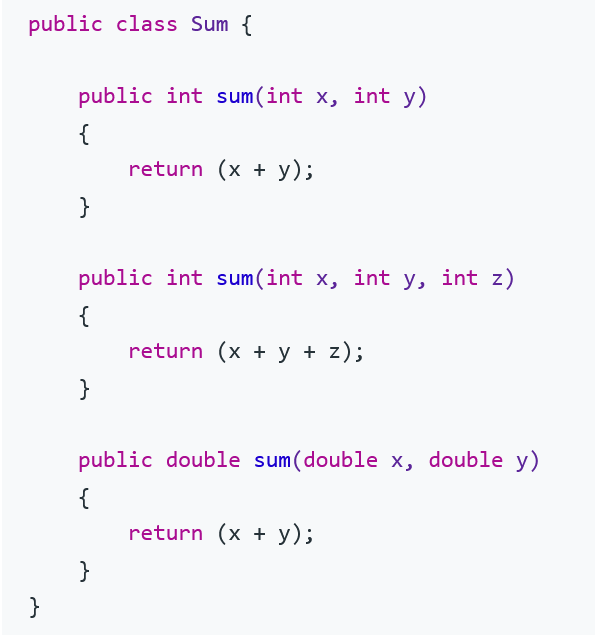 public class Sum {
public int sum(int x, int y)
{
return (x + y);
}
public int sum(int x, int y, int z)
{
return (x + y + z);
}
public double sum(double x, double y)
{
return (x + y);
}
}